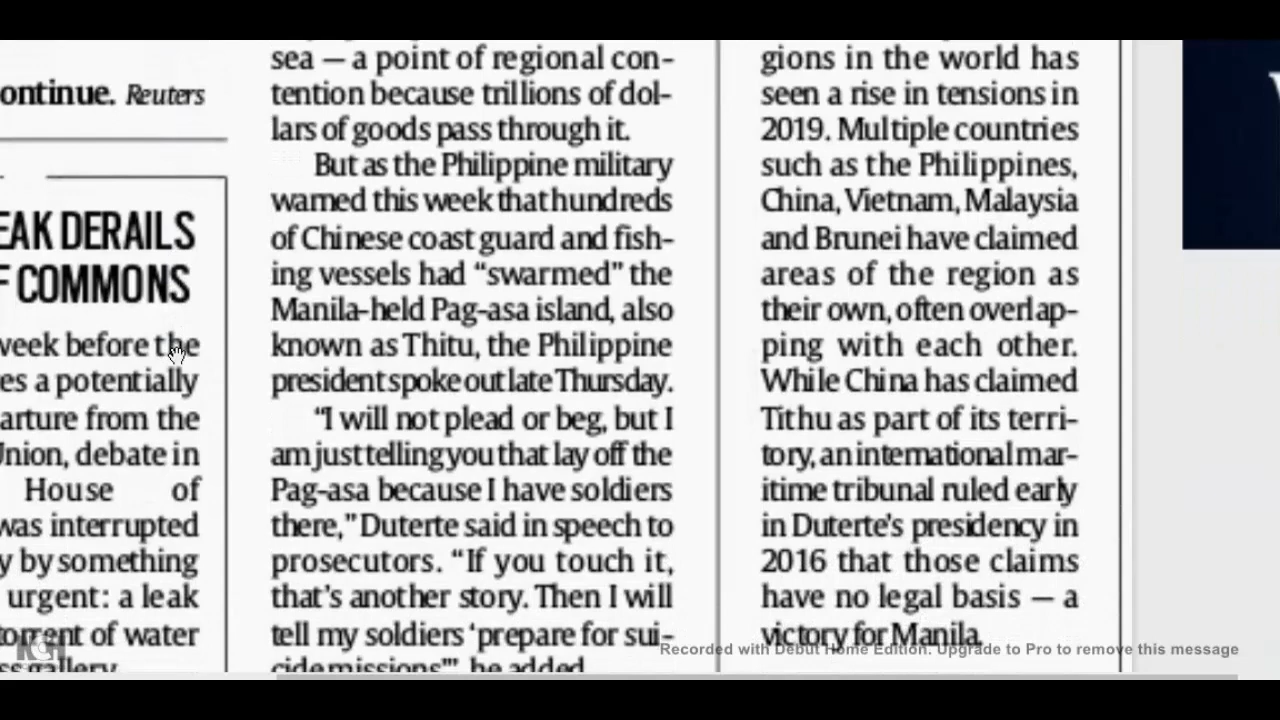 ontinue. Reuters
EAK DERAILS
F COMMONS
week before the
es a potentially
arture from the
Union, debate in
House of
was interrupted
y by something
urgent: a leak
torrent of water
ss gallery.
sea — a point of regional con-
tention because trillions of dol-
lars of goods pass through it.
But as the Philippine military
warned this week that hundreds
of Chinese coast guard and fish-
ing vessels had “swarmed” the
Manila-held Pag-asa island, also
known as Thitu, the Philippine
president spoke out late Thursday.
“I will not plead or beg, but I
am just telling you that lay off the
Pag-asa because I have soldiers
there,” Duterte said in speech to
prosecutors. “If you touch it,
that’s another story. Then I will
tell my soldiers ‘prepare for sui-
cide missions’”, he added.
gions in the world has
seen a rise in tensions in
2019. Multiple countries
such as the Philippines,
China, Vietnam, Malaysia
and Brunei have claimed
areas of the region as
their own, often overlap-
ping with each other.
While China has claimed
Tithu as part of its terri-
tory, an international mar-
itime tribunal ruled early
in Duterte’s presidency in
2016 that those claims
have no legal basis — a
victory for Manila.
Recorded with Debut Home Edition. Upgrade to Pro to remove this message